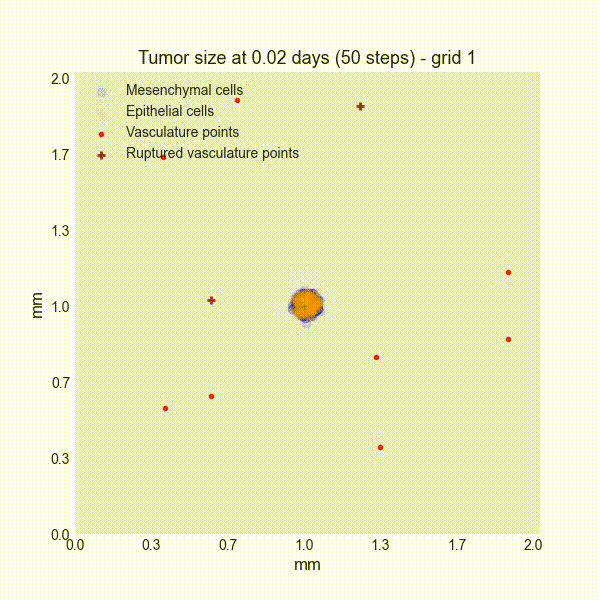 Tumor size at 0.02 days (50 steps) - grid 1
2.0
Mesenchymal cells
Epithelial cells
Vasculature points
Ruptured vasculature points
1.7
1.3
1.0
mm
0.7
0.3
0.0
0.0 0.3 0.7 1.0 1.3 1.7 2.0
mm